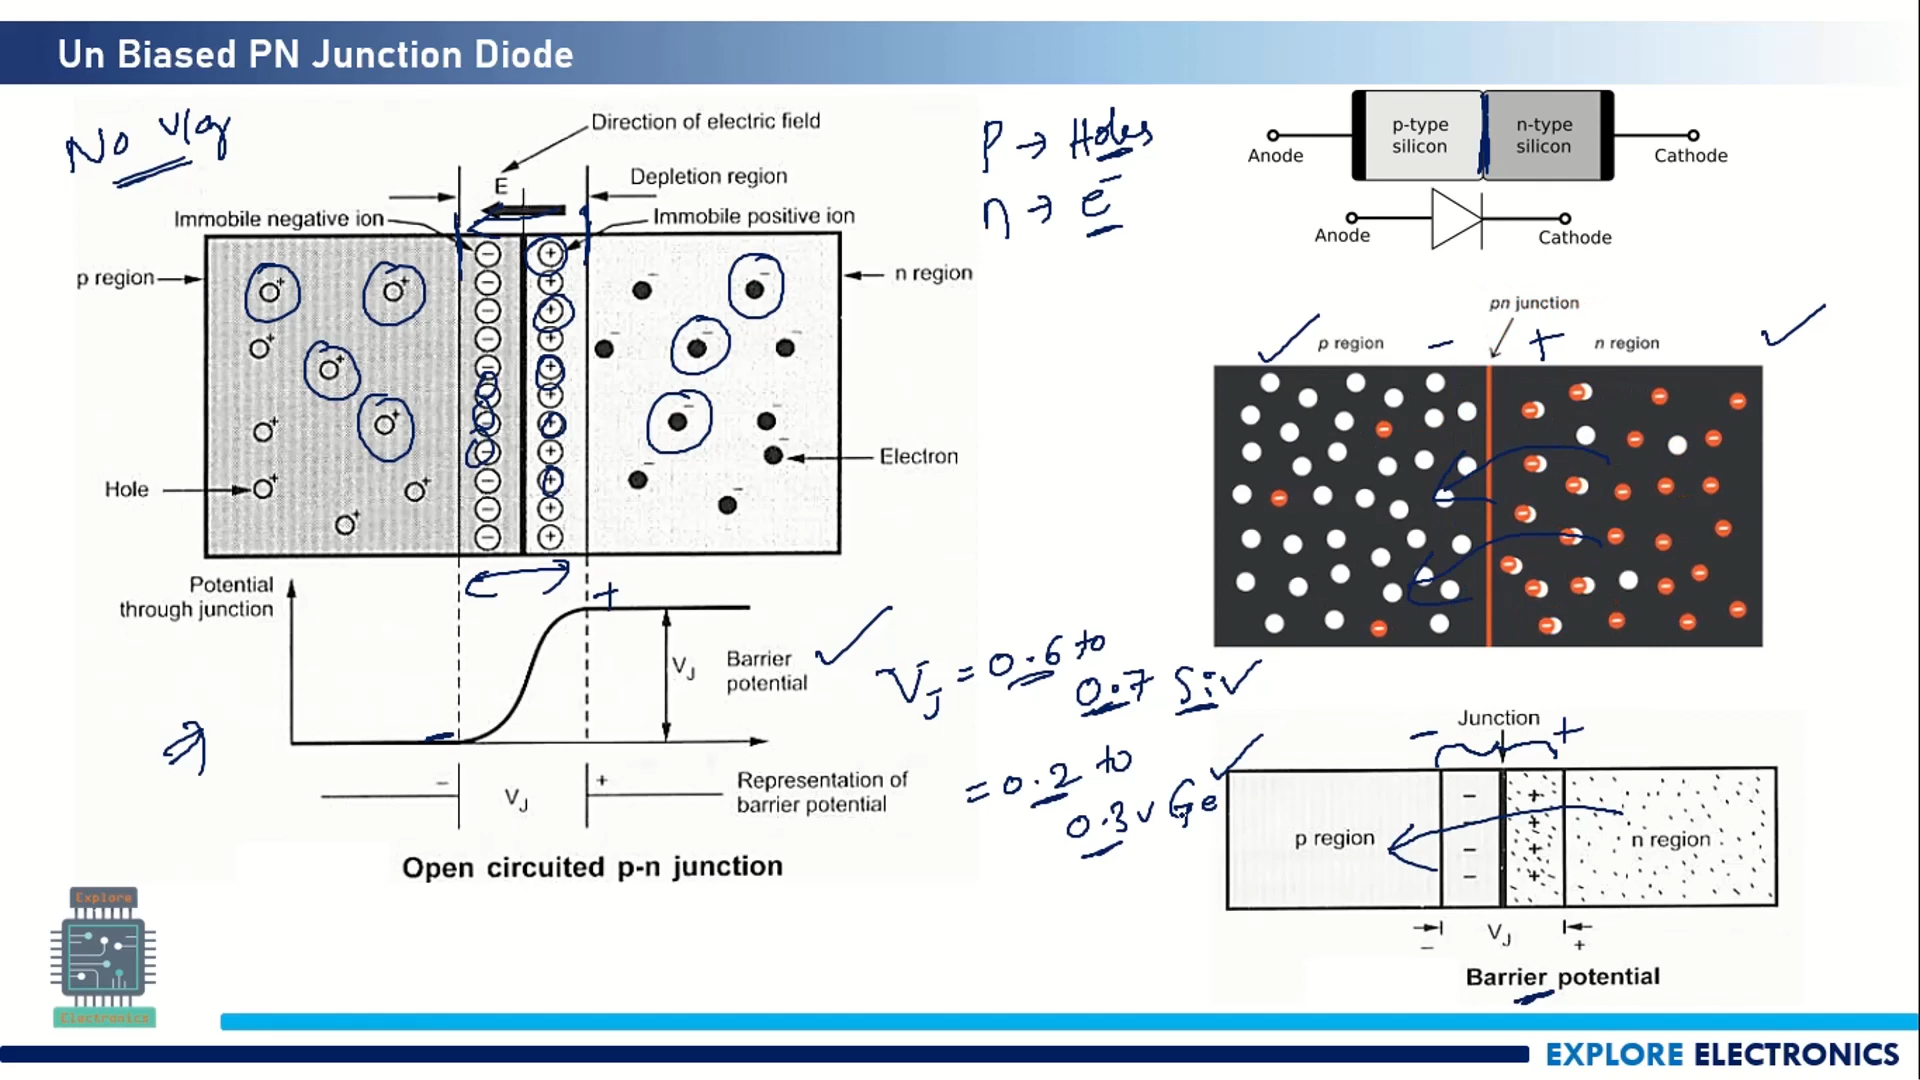 Un Biased PN Junction Diode
No V/g
Direction of electric field
E
Depletion region
Immobile negative ion
Immobile positive ion
p region
n region
Electron
Hole
Potential
through junction
+
VJ
Barrier
potential
− VJ +
Representation of
barrier potential
Open circuited p-n junction
P → Holes
n → e−
VJ = 0.6 to
0.7 Si
= 0.2 to
0.3v Ge
p-type
silicon
n-type
silicon
Anode
Cathode
Anode
Cathode
pn junction
p region − + n region
Junction
− +
p region
n region
− VJ +
Barrier potential
Explore
Electronics
EXPLORE ELECTRONICS